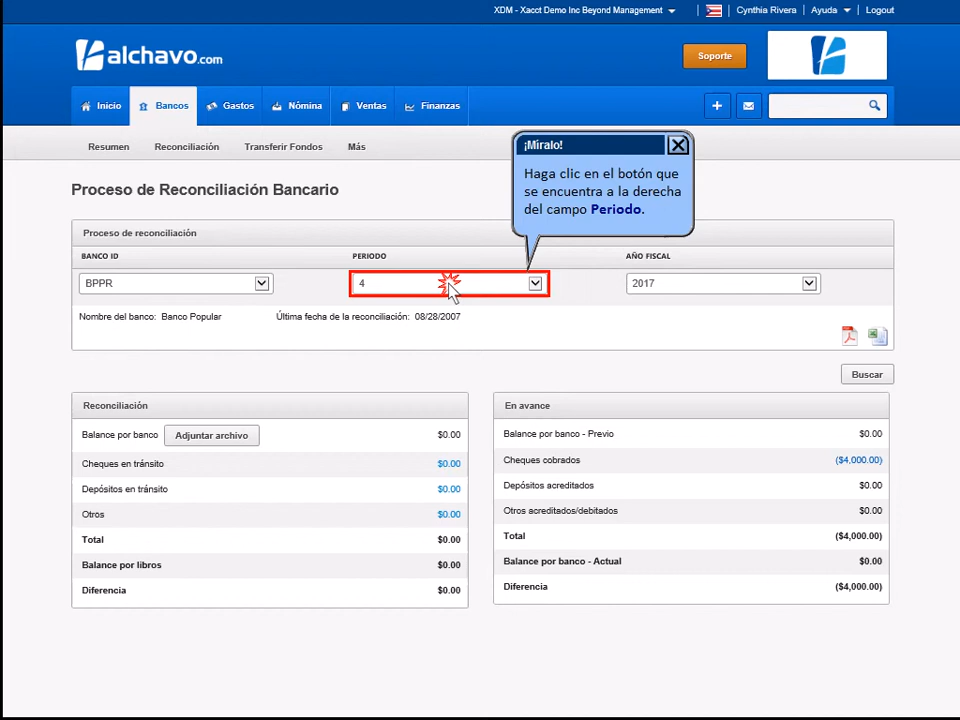 XDM - Xacct Demo Inc Beyond Management
Cynthia Rivera
Ayuda
Logout
alchavo.com
Soporte
Inicio
Bancos
Gastos
Nómina
Ventas
Finanzas
Resumen
Reconciliación
Transferir Fondos
Más
¡Míralo!
Haga clic en el botón que
se encuentra a la derecha
del campo Periodo.
Proceso de Reconciliación Bancario
Proceso de reconciliación
BANCO ID
PERIODO
AÑO FISCAL
BPPR
4
2017
Nombre del banco: Banco Popular
Última fecha de la reconciliación: 08/28/2007
Buscar
Reconciliación
Balance por banco Adjuntar archivo $0.00
Cheques en tránsito $0.00
Depósitos en tránsito $0.00
Otros $0.00
Total $0.00
Balance por libros $0.00
Diferencia $0.00
En avance
Balance por banco - Previo $0.00
Cheques cobrados ($4,000.00)
Depósitos acreditados $0.00
Otros acreditados/debitados $0.00
Total ($4,000.00)
Balance por banco - Actual $0.00
Diferencia ($4,000.00)